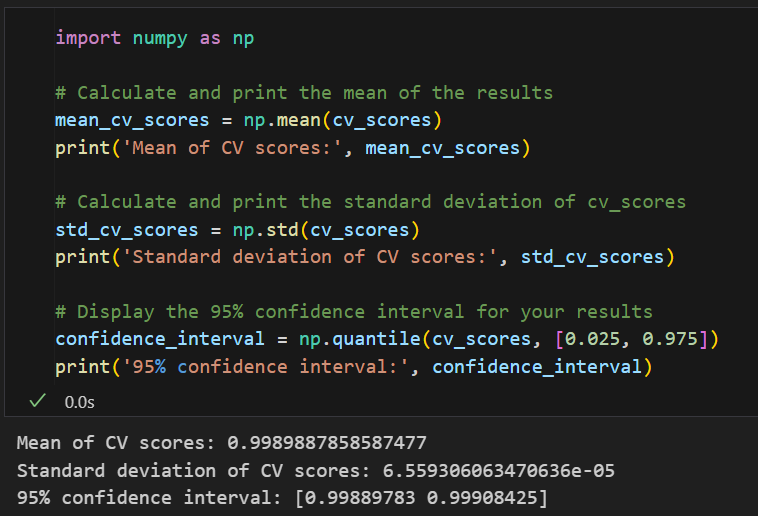 import numpy as np
# Calculate and print the mean of the results
mean_cv_scores = np.mean(cv_scores)
print('Mean of CV scores:', mean_cv_scores)
# Calculate and print the standard deviation of cv_scores
std_cv_scores = np.std(cv_scores)
print('Standard deviation of CV scores:', std_cv_scores)
# Display the 95% confidence interval for your results
confidence_interval = np.quantile(cv_scores, [0.025, 0.975])
print('95% confidence interval:', confidence_interval)
0.0s
Mean of CV scores: 0.9989887858587477
Standard deviation of CV scores: 6.559306063470636e-05
95% confidence interval: [0.99889783 0.99908425]